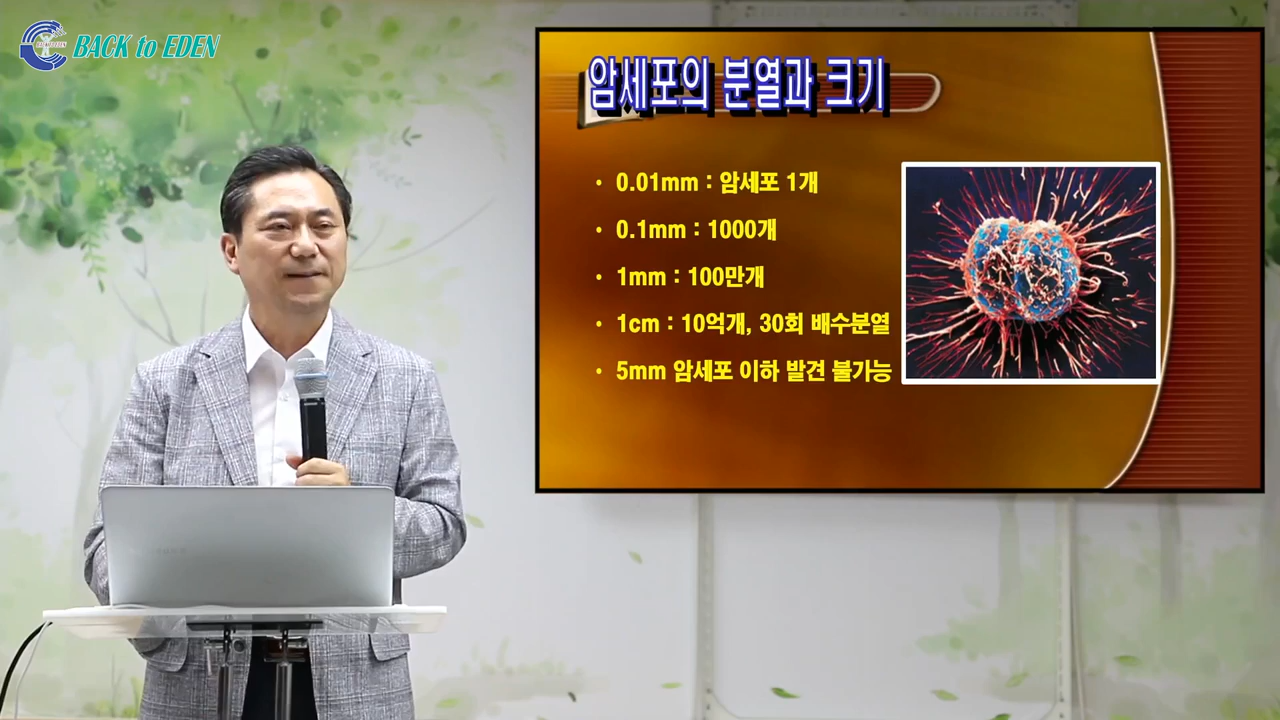 BACK to EDEN
암세포의 분열과 크기
• 0.01mm : 암세포 1개
• 0.1mm : 1000개
• 1mm : 100만개
• 1cm : 10억개, 30회 배수분열
• 5mm 암세포 이하 발견 불가능